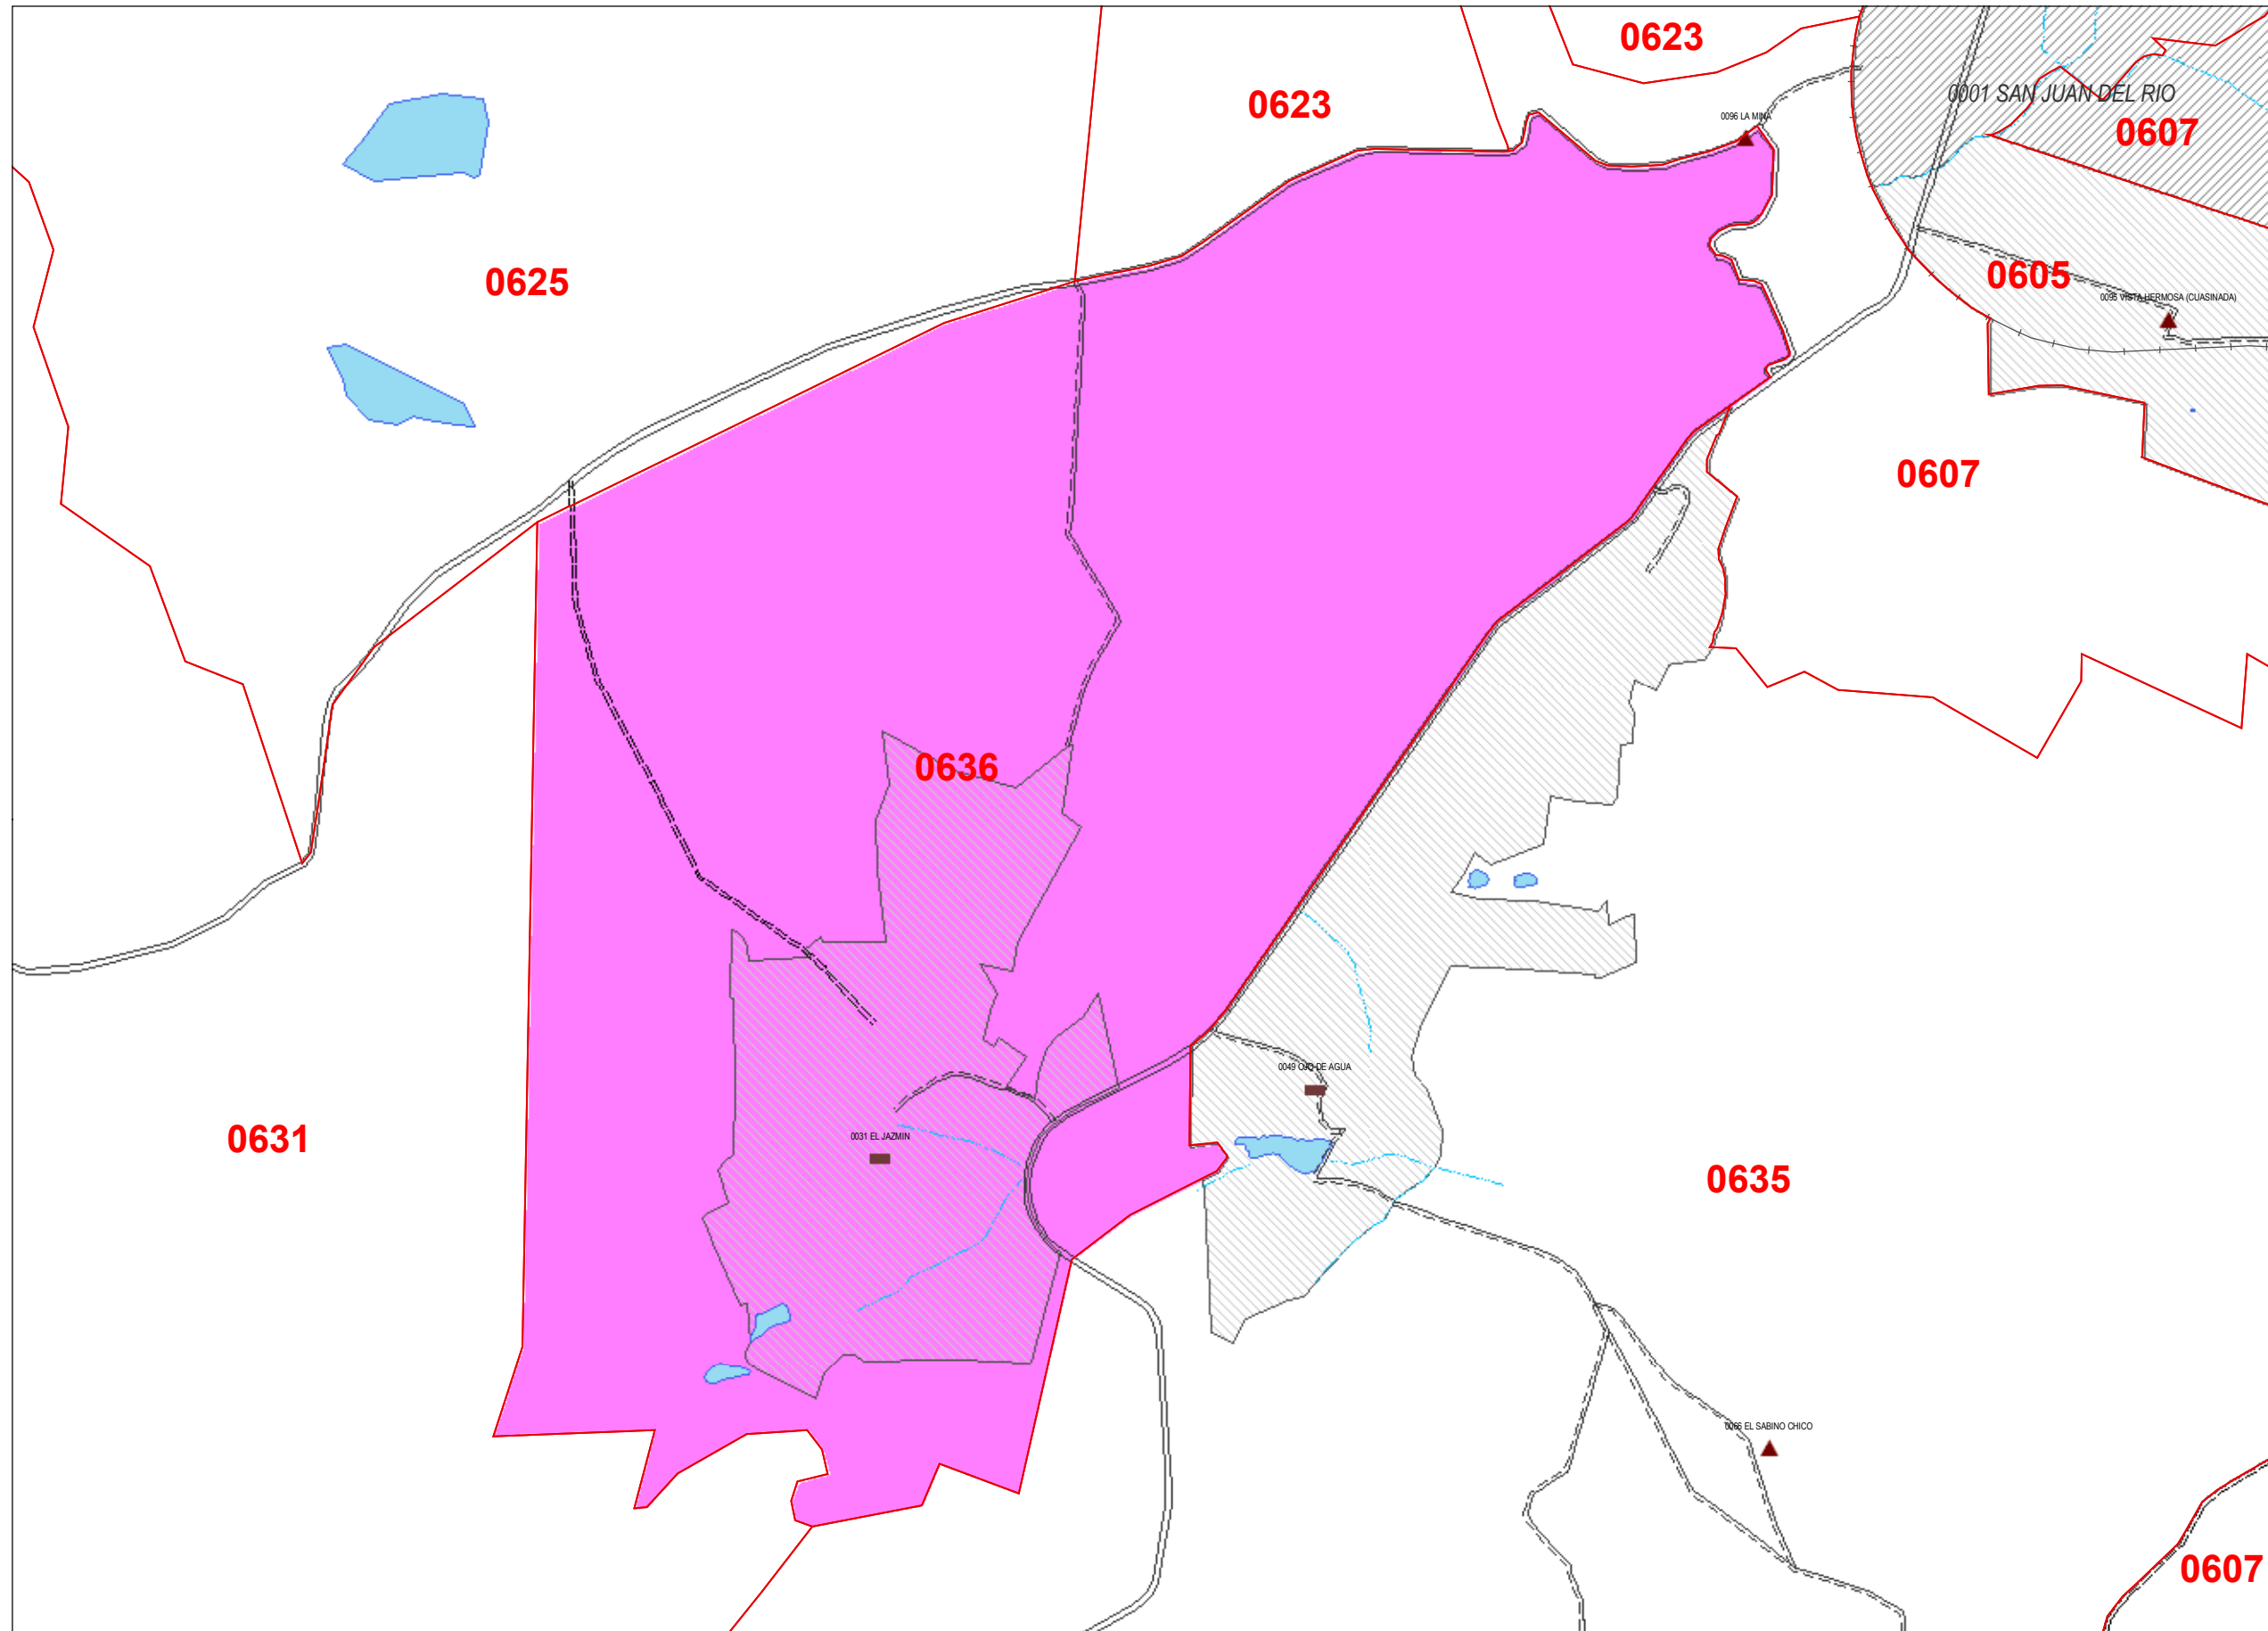 0623
0623
0001 SAN JUAN DEL RIO
0096 LA MINA
0607
0625
0605
0095 VISTA HERMOSA (CUASINADA)
0607
0636
0049 OJO DE AGUA
0031 EL JAZMIN
0631
0635
0066 EL SABINO CHICO
0607